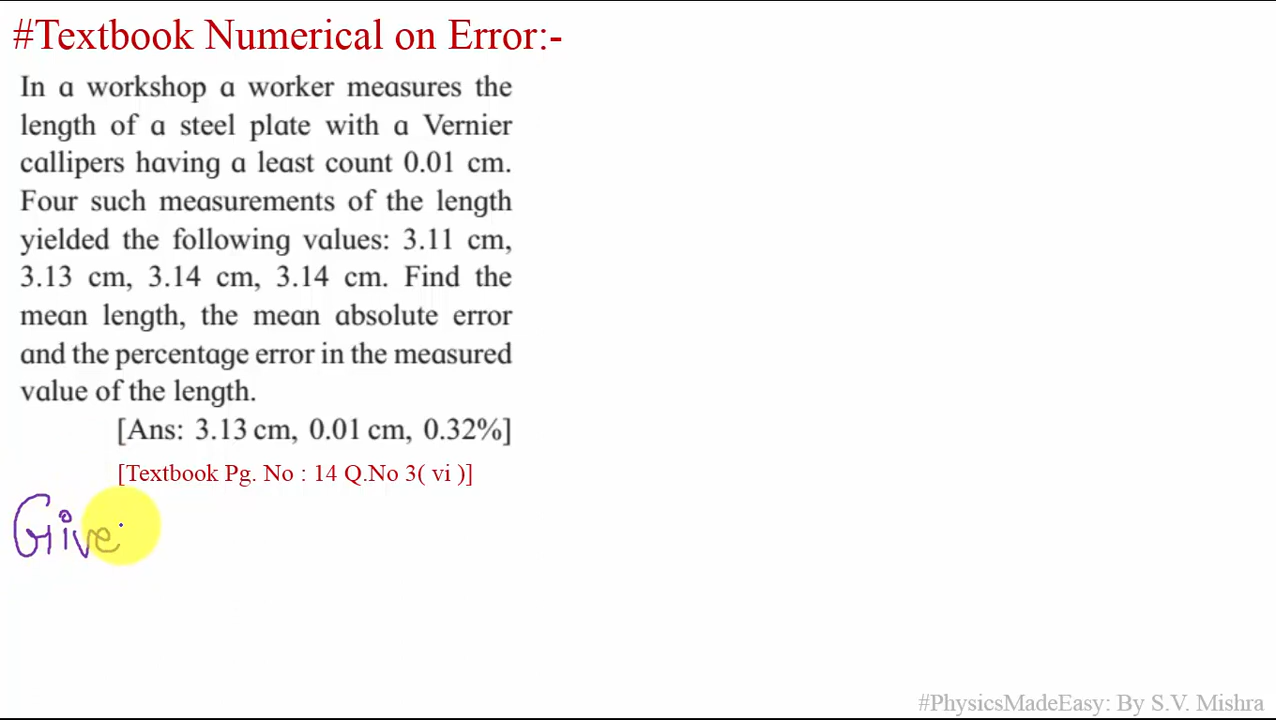 #Textbook Numerical on Error:-
In a workshop a worker measures the
length of a steel plate with a Vernier
callipers having a least count 0.01 cm.
Four such measurements of the length
yielded the following values: 3.11 cm,
3.13 cm, 3.14 cm, 3.14 cm. Find the
mean length, the mean absolute error
and the percentage error in the measured
value of the length.
[Ans: 3.13 cm, 0.01 cm, 0.32%]
[Textbook Pg. No : 14 Q.No 3( vi )]
Give
#PhysicsMadeEasy: By S.V. Mishra